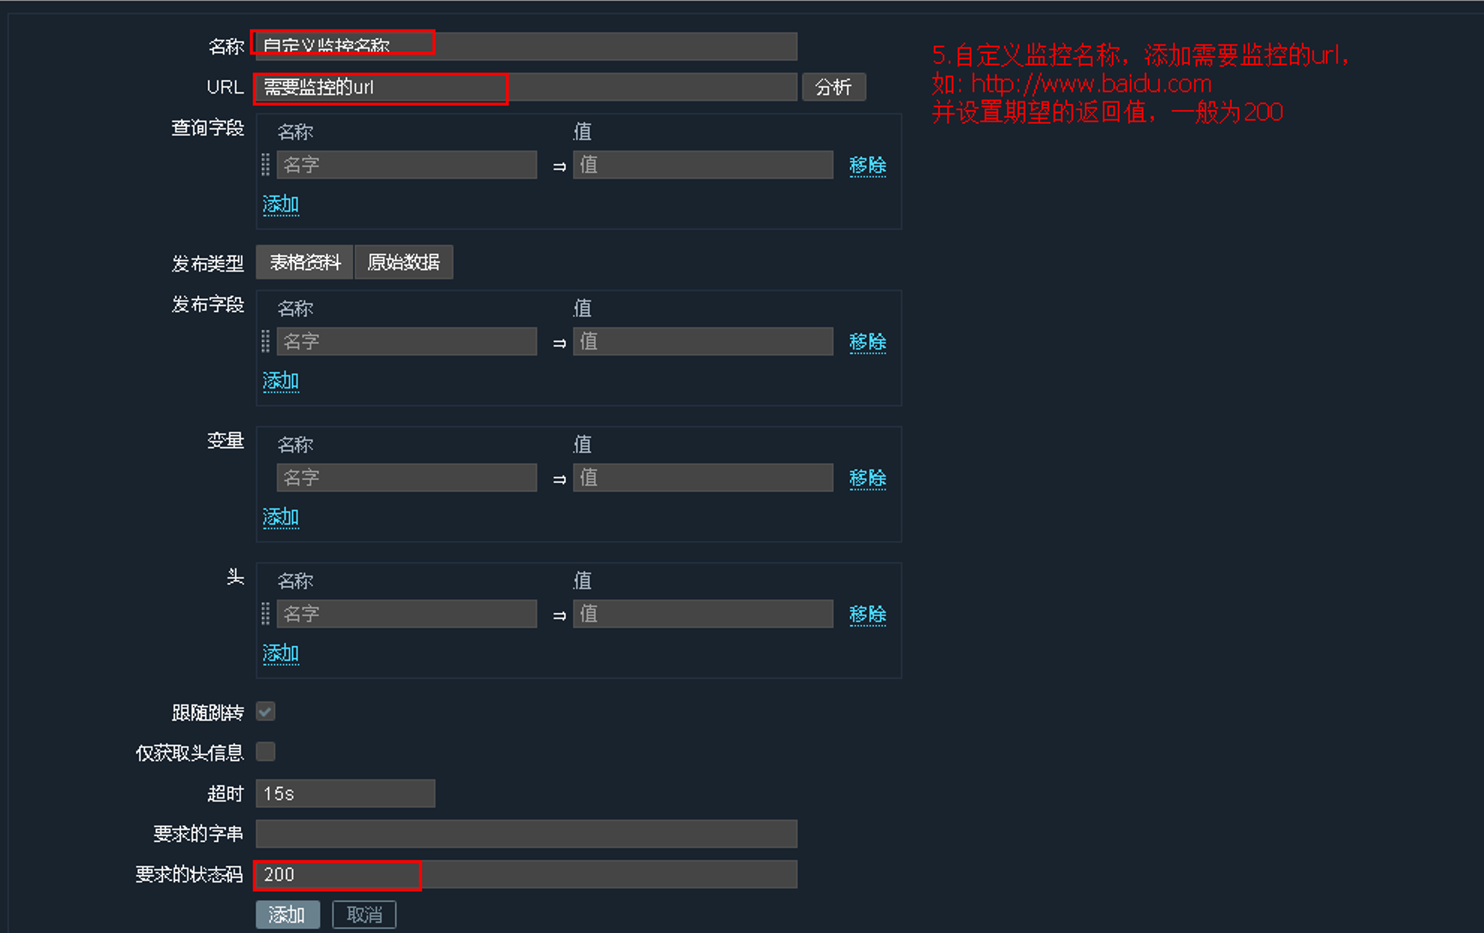 名称 自定义监控名称
5.自定义监控名称，添加需要监控的url，
如: http://www.baidu.com
并设置期望的返回值，一般为200
URL 需要监控的url 分析
查询字段 名称 值
名字 ⇒ 值 移除
添加
发布类型 表格资料 原始数据
发布字段 名称 值
名字 ⇒ 值 移除
添加
变量 名称 值
名字 ⇒ 值 移除
添加
头 名称 值
名字 ⇒ 值 移除
添加
跟随跳转
仅获取头信息
超时 15s
要求的字串
要求的状态码 200
添加 取消